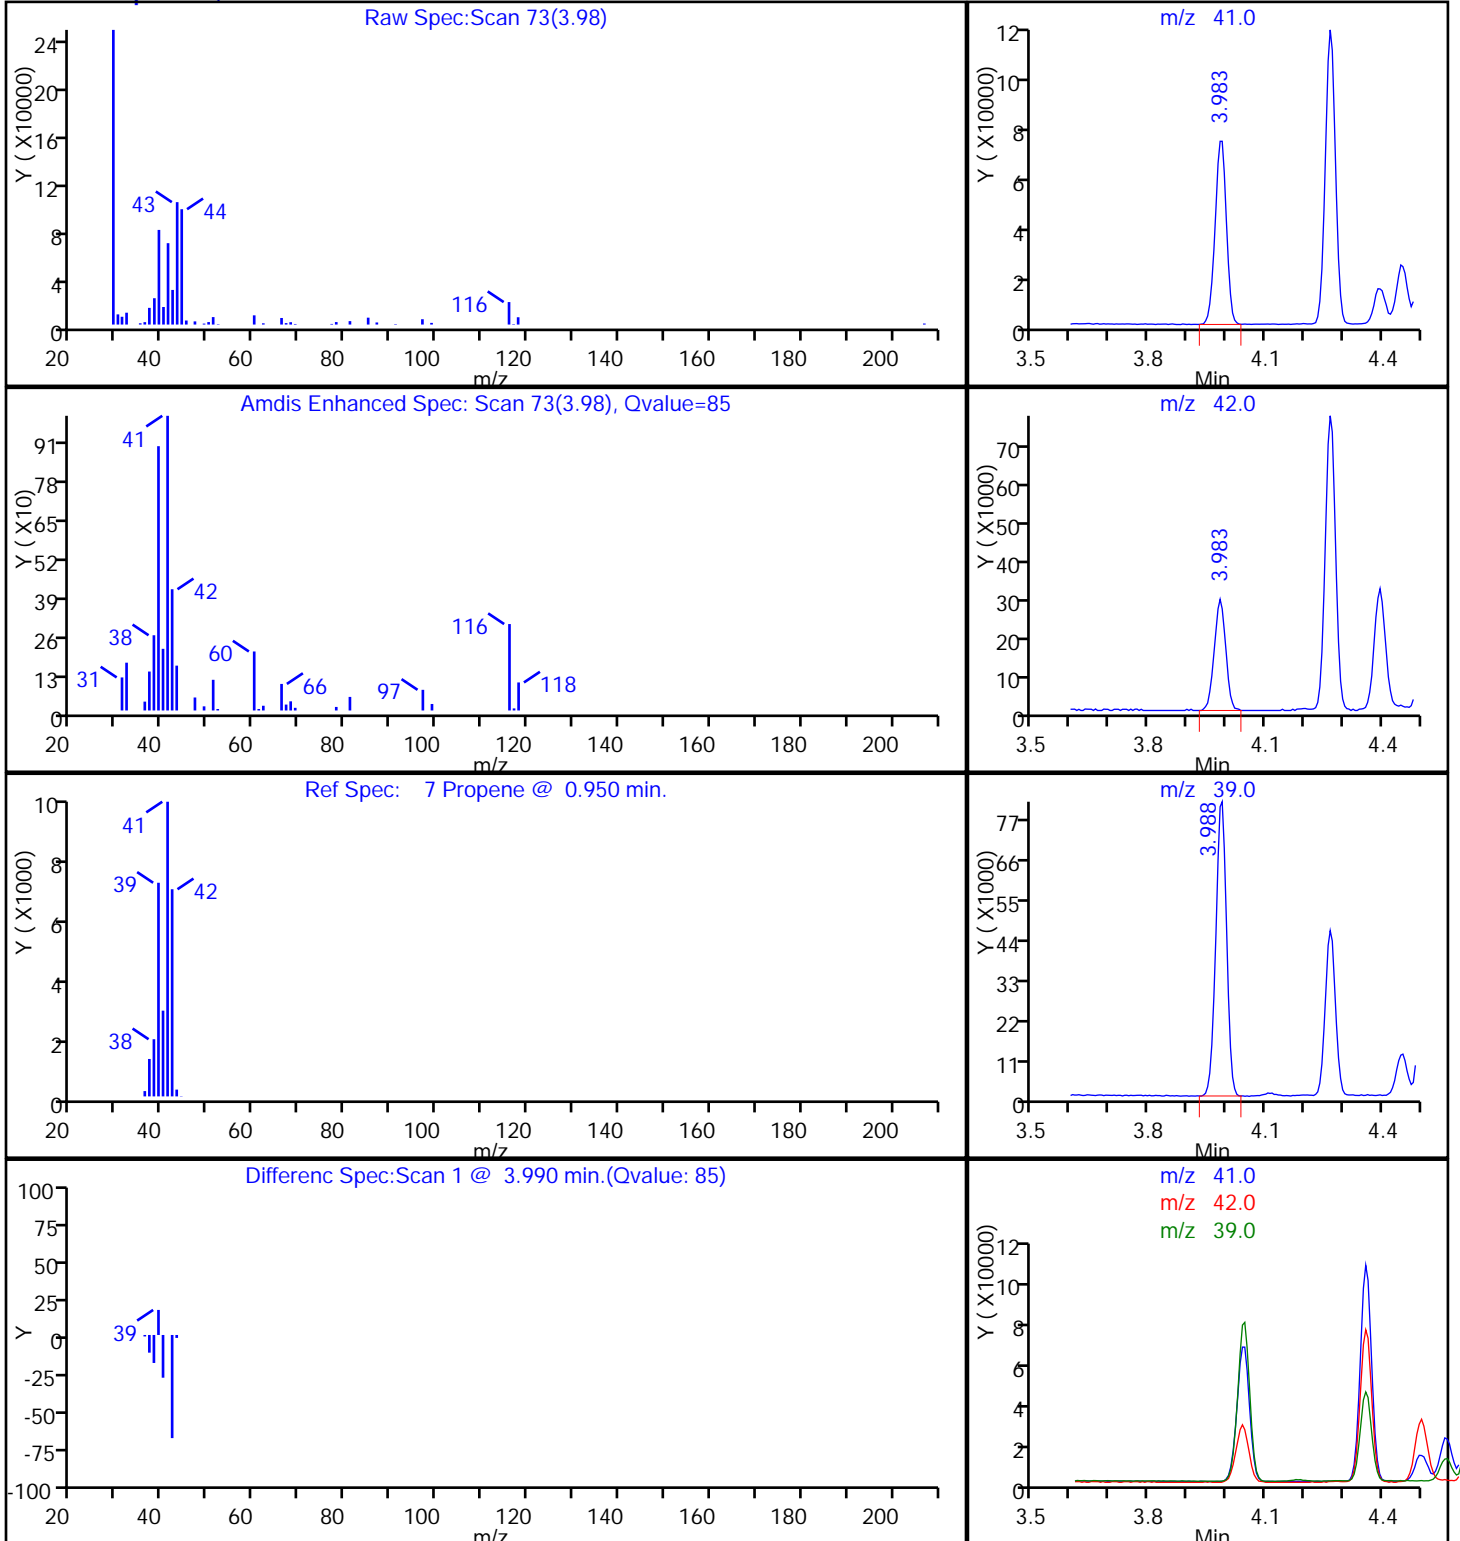 Raw Spec:Scan 73(3.98)
Y ( X10000)
24
20
16
12
8
4
0
43
44
116
20 40 60 80 100 120 140 160 180 200
m/z
m/z 41.0
Y ( X10000)
12
10
8
6
4
2
0
3.983
3.5 3.8 4.1 4.4
Min
Amdis Enhanced Spec: Scan 73(3.98), Qvalue=85
Y ( X10)
91
78
65
52
39
26
13
0
41
42
38
31
60
66
97
116
118
20 40 60 80 100 120 140 160 180 200
m/z
m/z 42.0
Y ( X1000)
70
60
50
40
30
20
10
0
3.983
3.5 3.8 4.1 4.4
Min
Ref Spec: 7 Propene @ 0.950 min.
Y ( X1000)
10
8
6
4
2
0
41
39
42
38
20 40 60 80 100 120 140 160 180 200
m/z
m/z 39.0
Y ( X1000)
77
66
55
44
33
22
11
0
3.988
3.5 3.8 4.1 4.4
Min
Differenc Spec:Scan 1 @ 3.990 min.(Qvalue: 85)
Y
100
75
50
25
0
-25
-50
-75
-100
39
20 40 60 80 100 120 140 160 180 200
m/z
m/z 41.0
m/z 42.0
m/z 39.0
Y ( X10000)
12
10
8
6
4
2
0
3.5 3.8 4.1 4.4
Min